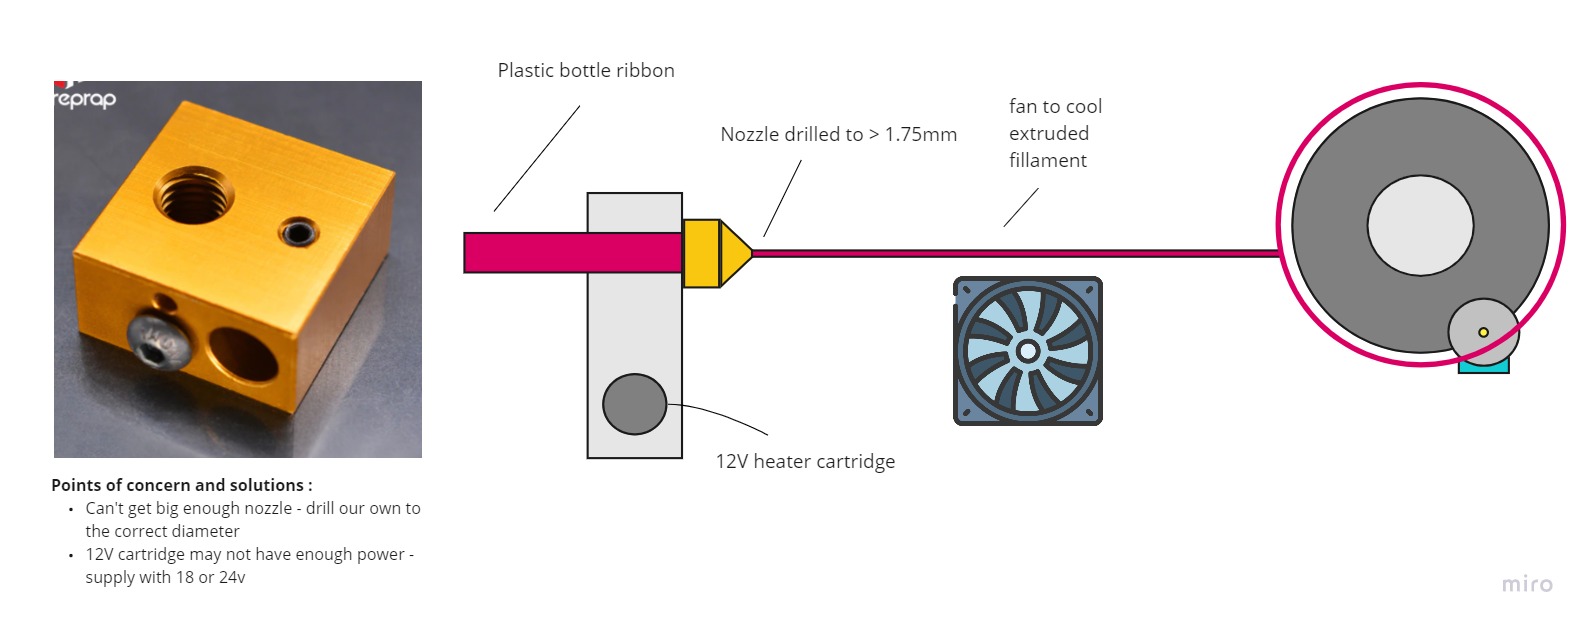 Plastic bottle ribbon
reprap
Nozzle drilled to > 1.75mm
fan to cool
extruded
fillament
12V heater cartridge
Points of concern and solutions :
• Can't get big enough nozzle - drill our own to
the correct diameter
• 12V cartridge may not have enough power -
supply with 18 or 24v
miro